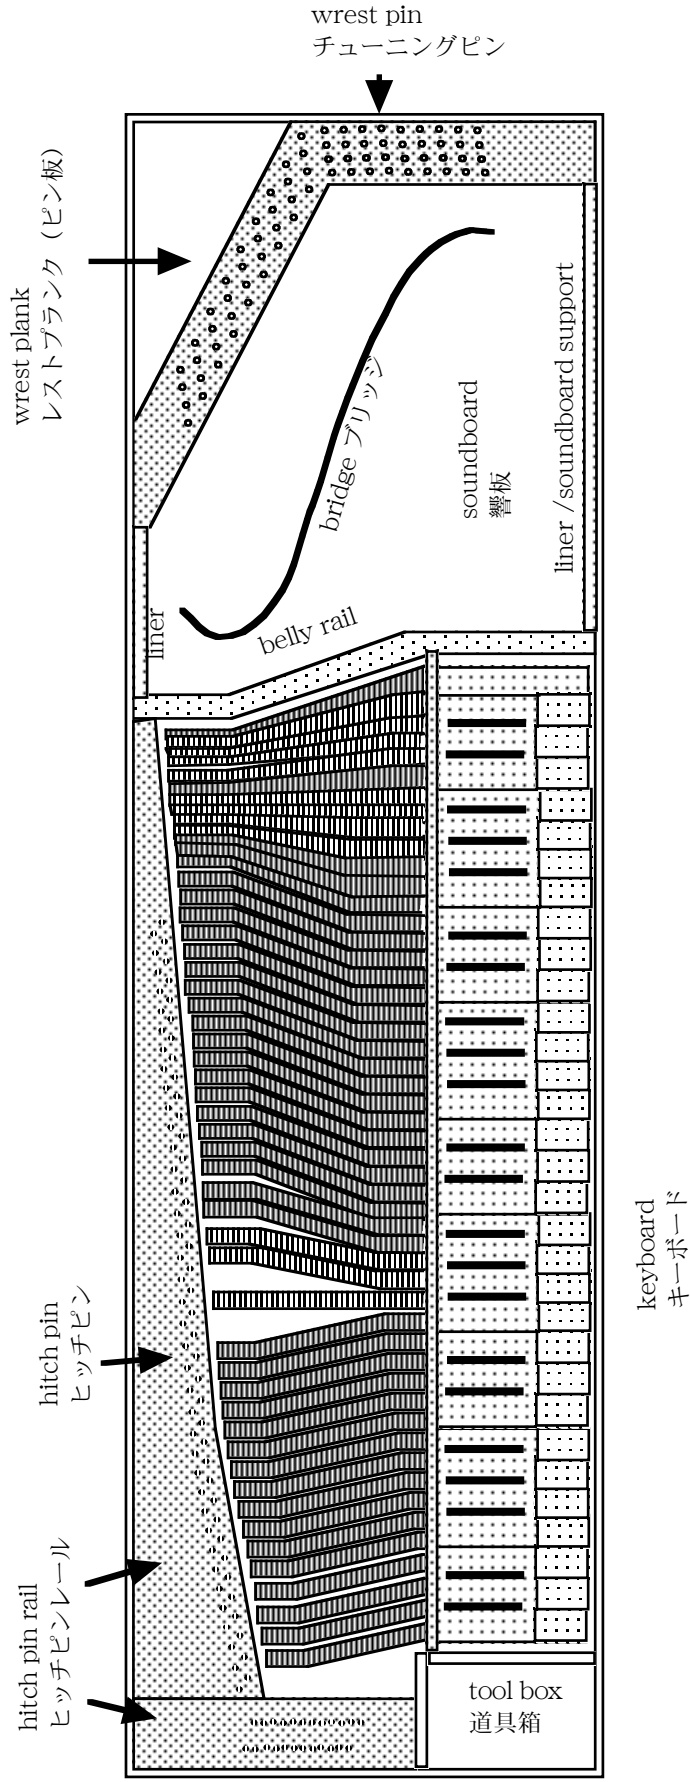 wrest pin
チューニングピン
wrest plank
レストプランク（ピン板）
bridge ブリッジ
soundboard
響板
liner /soundboard support
liner
belly rail
keyboard
キーボード
hitch pin
ヒッチピン
hitch pin rail
ヒッチピンレール
tool box
道具箱